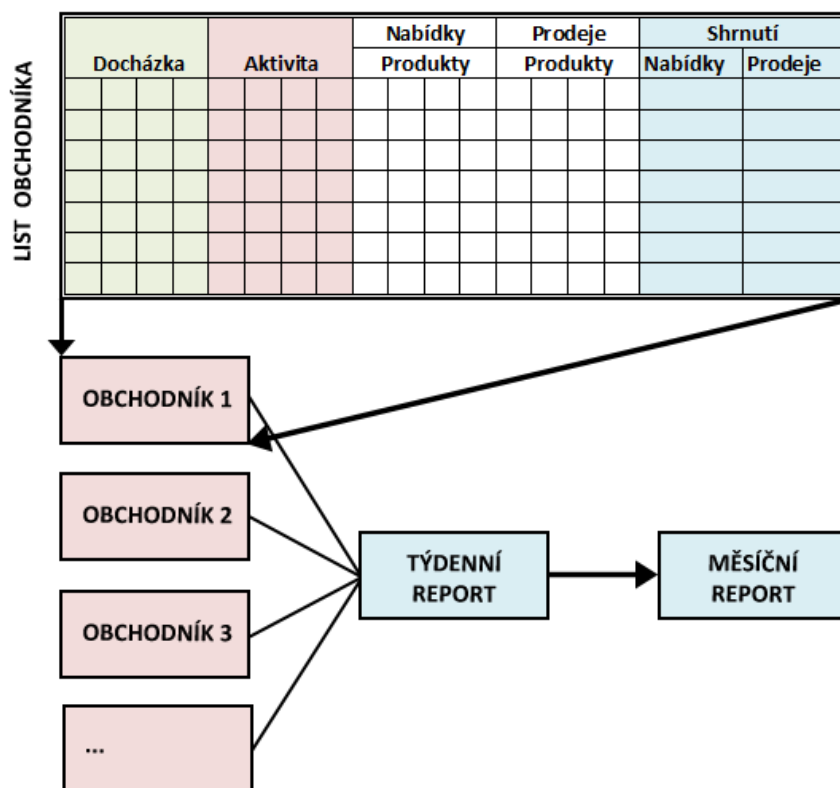 LIST OBCHODNÍKA
Docházka
Aktivita
Nabídky
Produkty
Prodeje
Produkty
Shrnutí
Nabídky
Prodeje
OBCHODNÍK 1
OBCHODNÍK 2
OBCHODNÍK 3
...
TÝDENNÍ
REPORT
MĚSÍČNÍ
REPORT